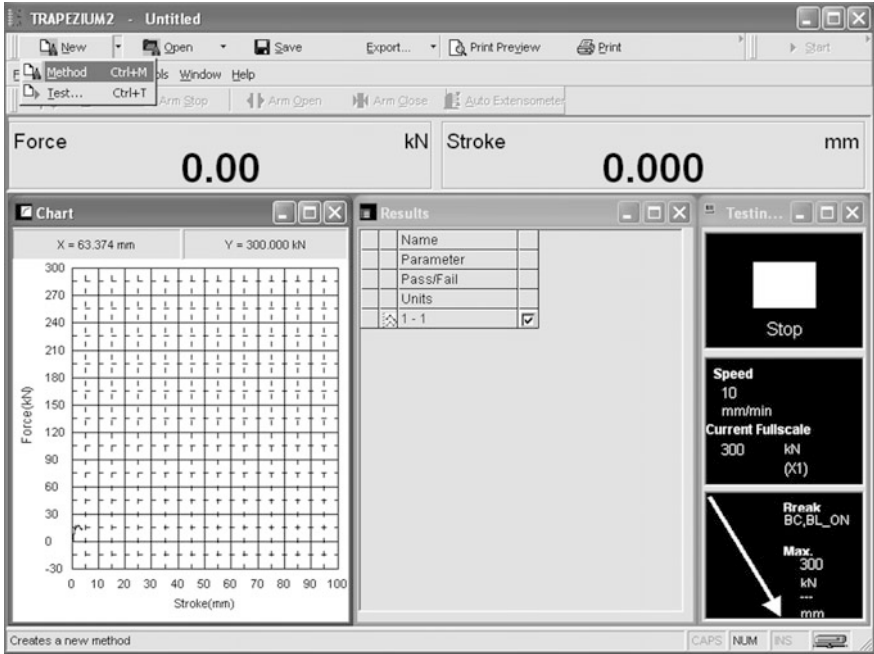 TRAPEZIUM2 - Untitled
New Open Save Export... Print Preview Print Start
Method Ctrl+M
Window Help
Test... Ctrl+T
Arm Stop Arm Open Arm Close Auto Extensometer
Force kN
0.00
Stroke mm
0.000
Chart
X = 63.374 mm Y = 300.000 kN
300
270
240
210
180
150
120
90
60
30
0
-30
Force(kN)
0 10 20 30 40 50 60 70 80 90 100
Stroke(mm)
Results
Name
Parameter
Pass/Fail
Units
1 - 1
Testin...
Stop
Speed
10
mm/min
Current Fullscale
300 kN
(X1)
Break
BC,BL_ON
Max.
300
kN
---
mm
Creates a new method
CAPS NUM INS